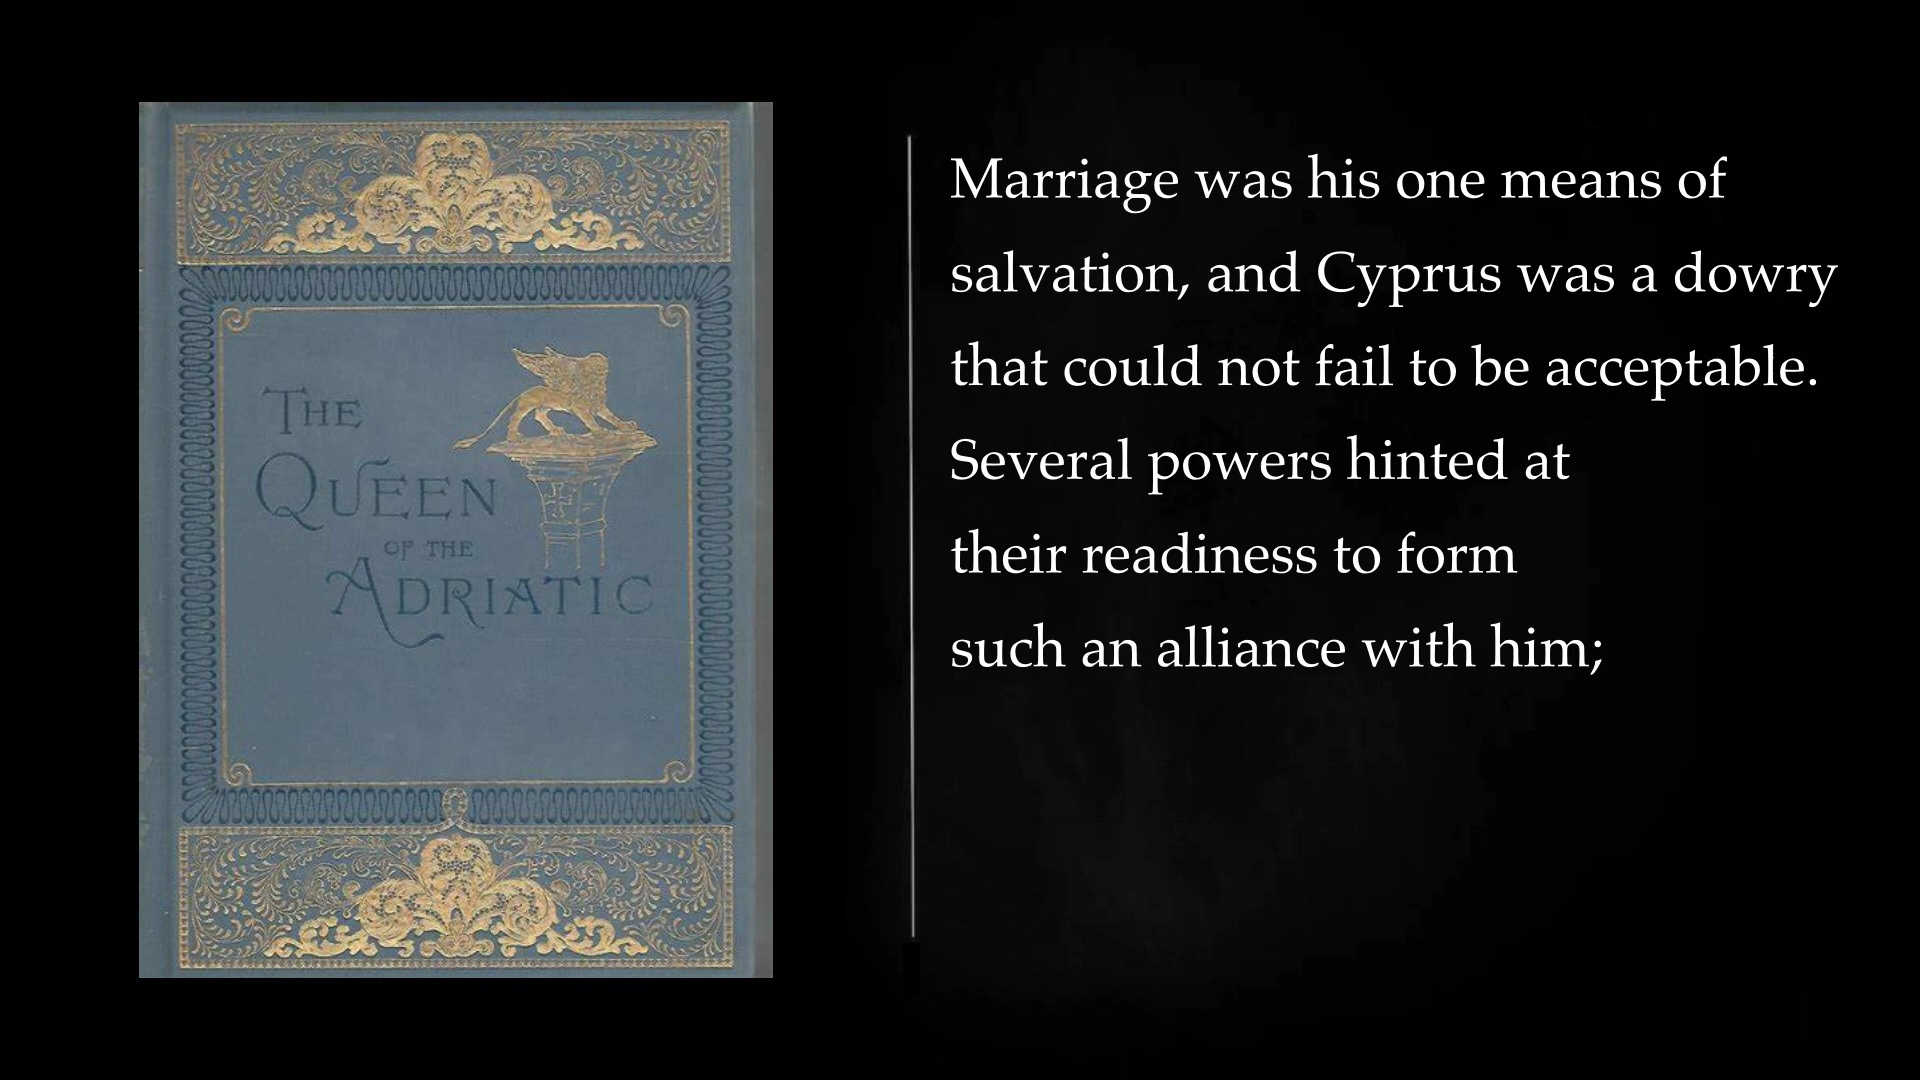 THE
QUEEN
OF THE
ADRIATIC
Marriage was his one means of
salvation, and Cyprus was a dowry
that could not fail to be acceptable.
Several powers hinted at
their readiness to form
such an alliance with him;